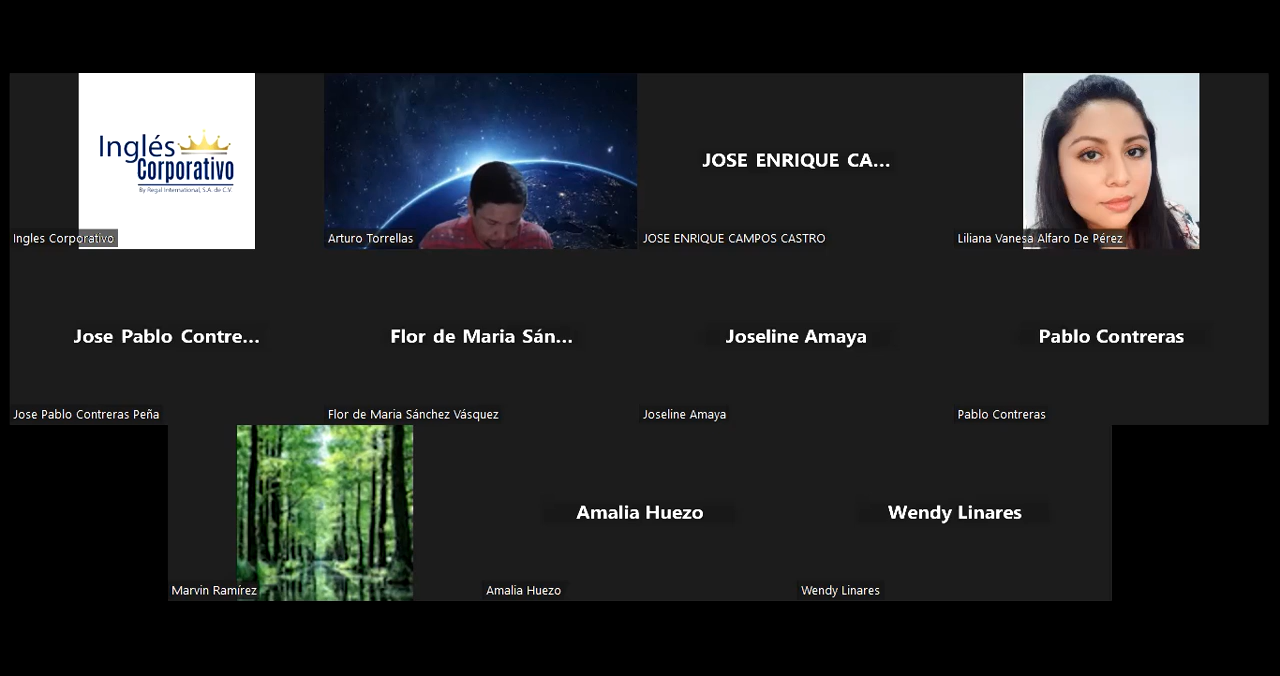 Inglés
Corporativo
By Regal International, S.A. de C.V.
Ingles Corporativo
Arturo Torrellas
JOSE ENRIQUE CA...
JOSE ENRIQUE CAMPOS CASTRO
Liliana Vanesa Alfaro De Pérez
Jose Pablo Contre...
Jose Pablo Contreras Peña
Flor de Maria Sán...
Flor de Maria Sánchez Vásquez
Joseline Amaya
Joseline Amaya
Pablo Contreras
Pablo Contreras
Marvin Ramírez
Amalia Huezo
Amalia Huezo
Wendy Linares
Wendy Linares